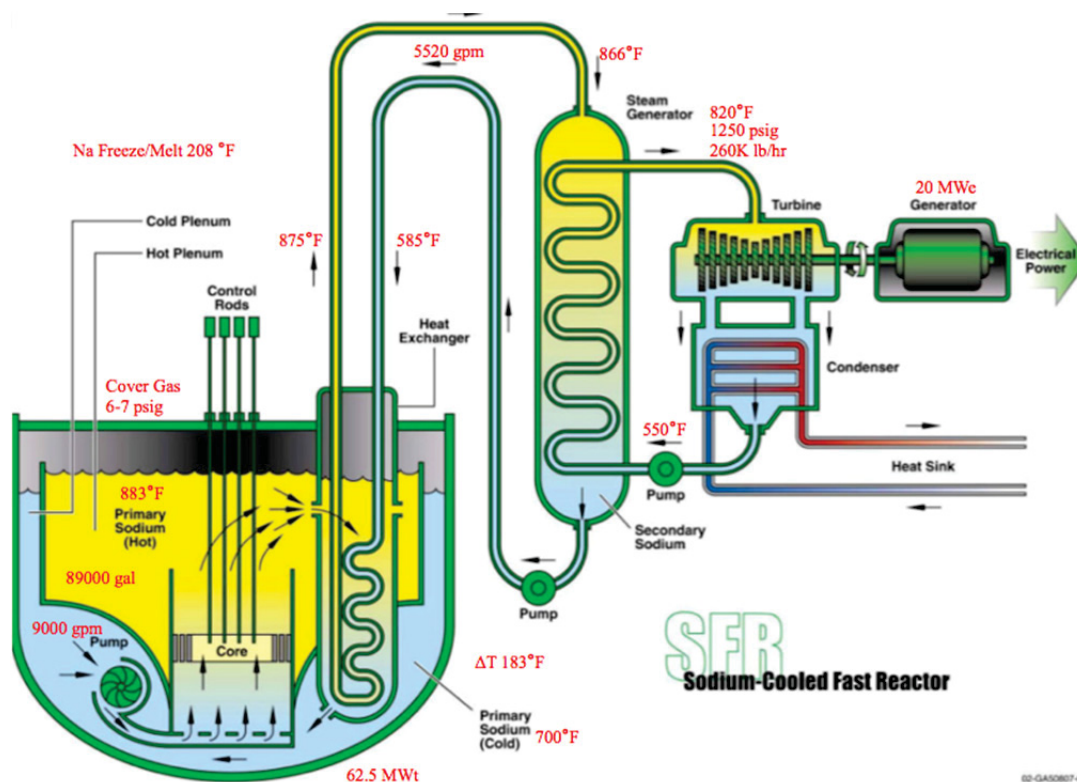 5520 gpm
866°F
Steam
Generator
820°F
1250 psig
260K lb/hr
Na Freeze/Melt 208 °F
20 MWe
Generator
Turbine
Cold Plenum
Hot Plenum
875°F
585°F
Electrical
Power
Control
Rods
Heat
Exchanger
Condenser
Cover Gas
6-7 psig
550°F
Heat Sink
Pump
883°F
Primary
Sodium
(Hot)
Secondary
Sodium
89000 gal
Pump
9000 gpm
Pump
Core
ΔT 183°F
SFR
Sodium-Cooled Fast Reactor
Primary
Sodium
(Cold)
700°F
62.5 MWt